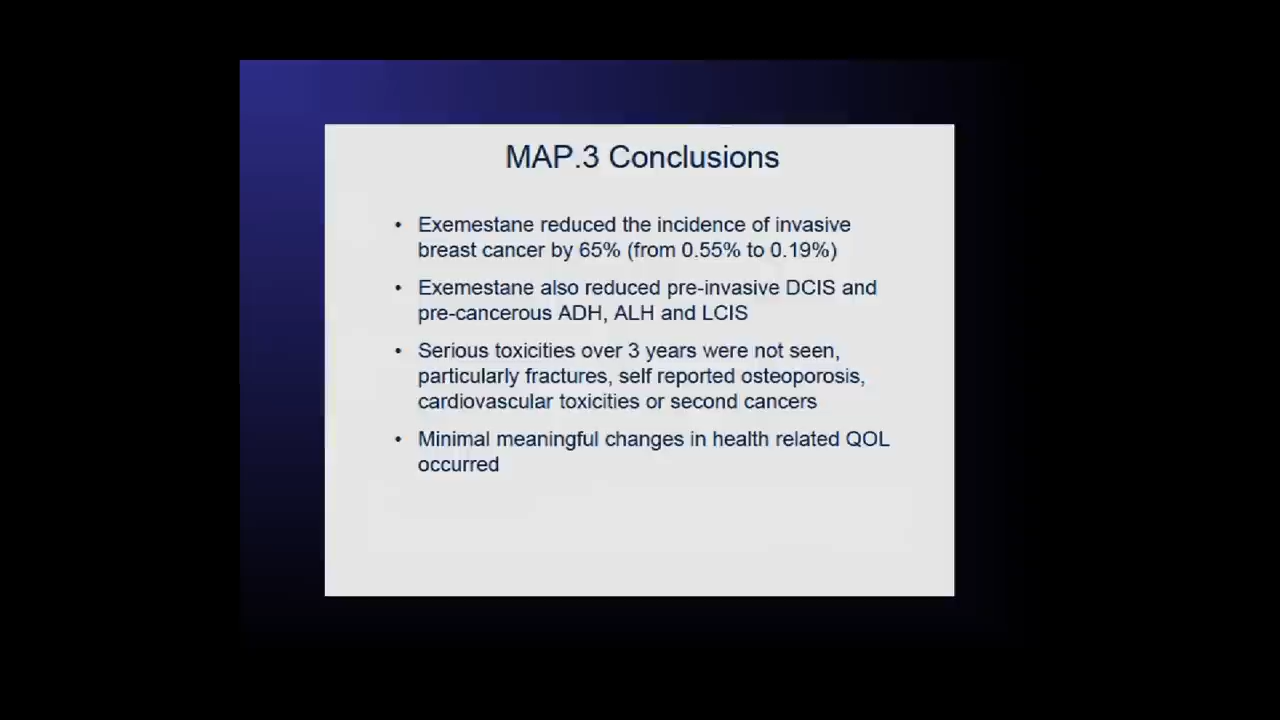 MAP.3 Conclusions
• Exemestane reduced the incidence of invasive
breast cancer by 65% (from 0.55% to 0.19%)
• Exemestane also reduced pre-invasive DCIS and
pre-cancerous ADH, ALH and LCIS
• Serious toxicities over 3 years were not seen,
particularly fractures, self reported osteoporosis,
cardiovascular toxicities or second cancers
• Minimal meaningful changes in health related QOL
occurred